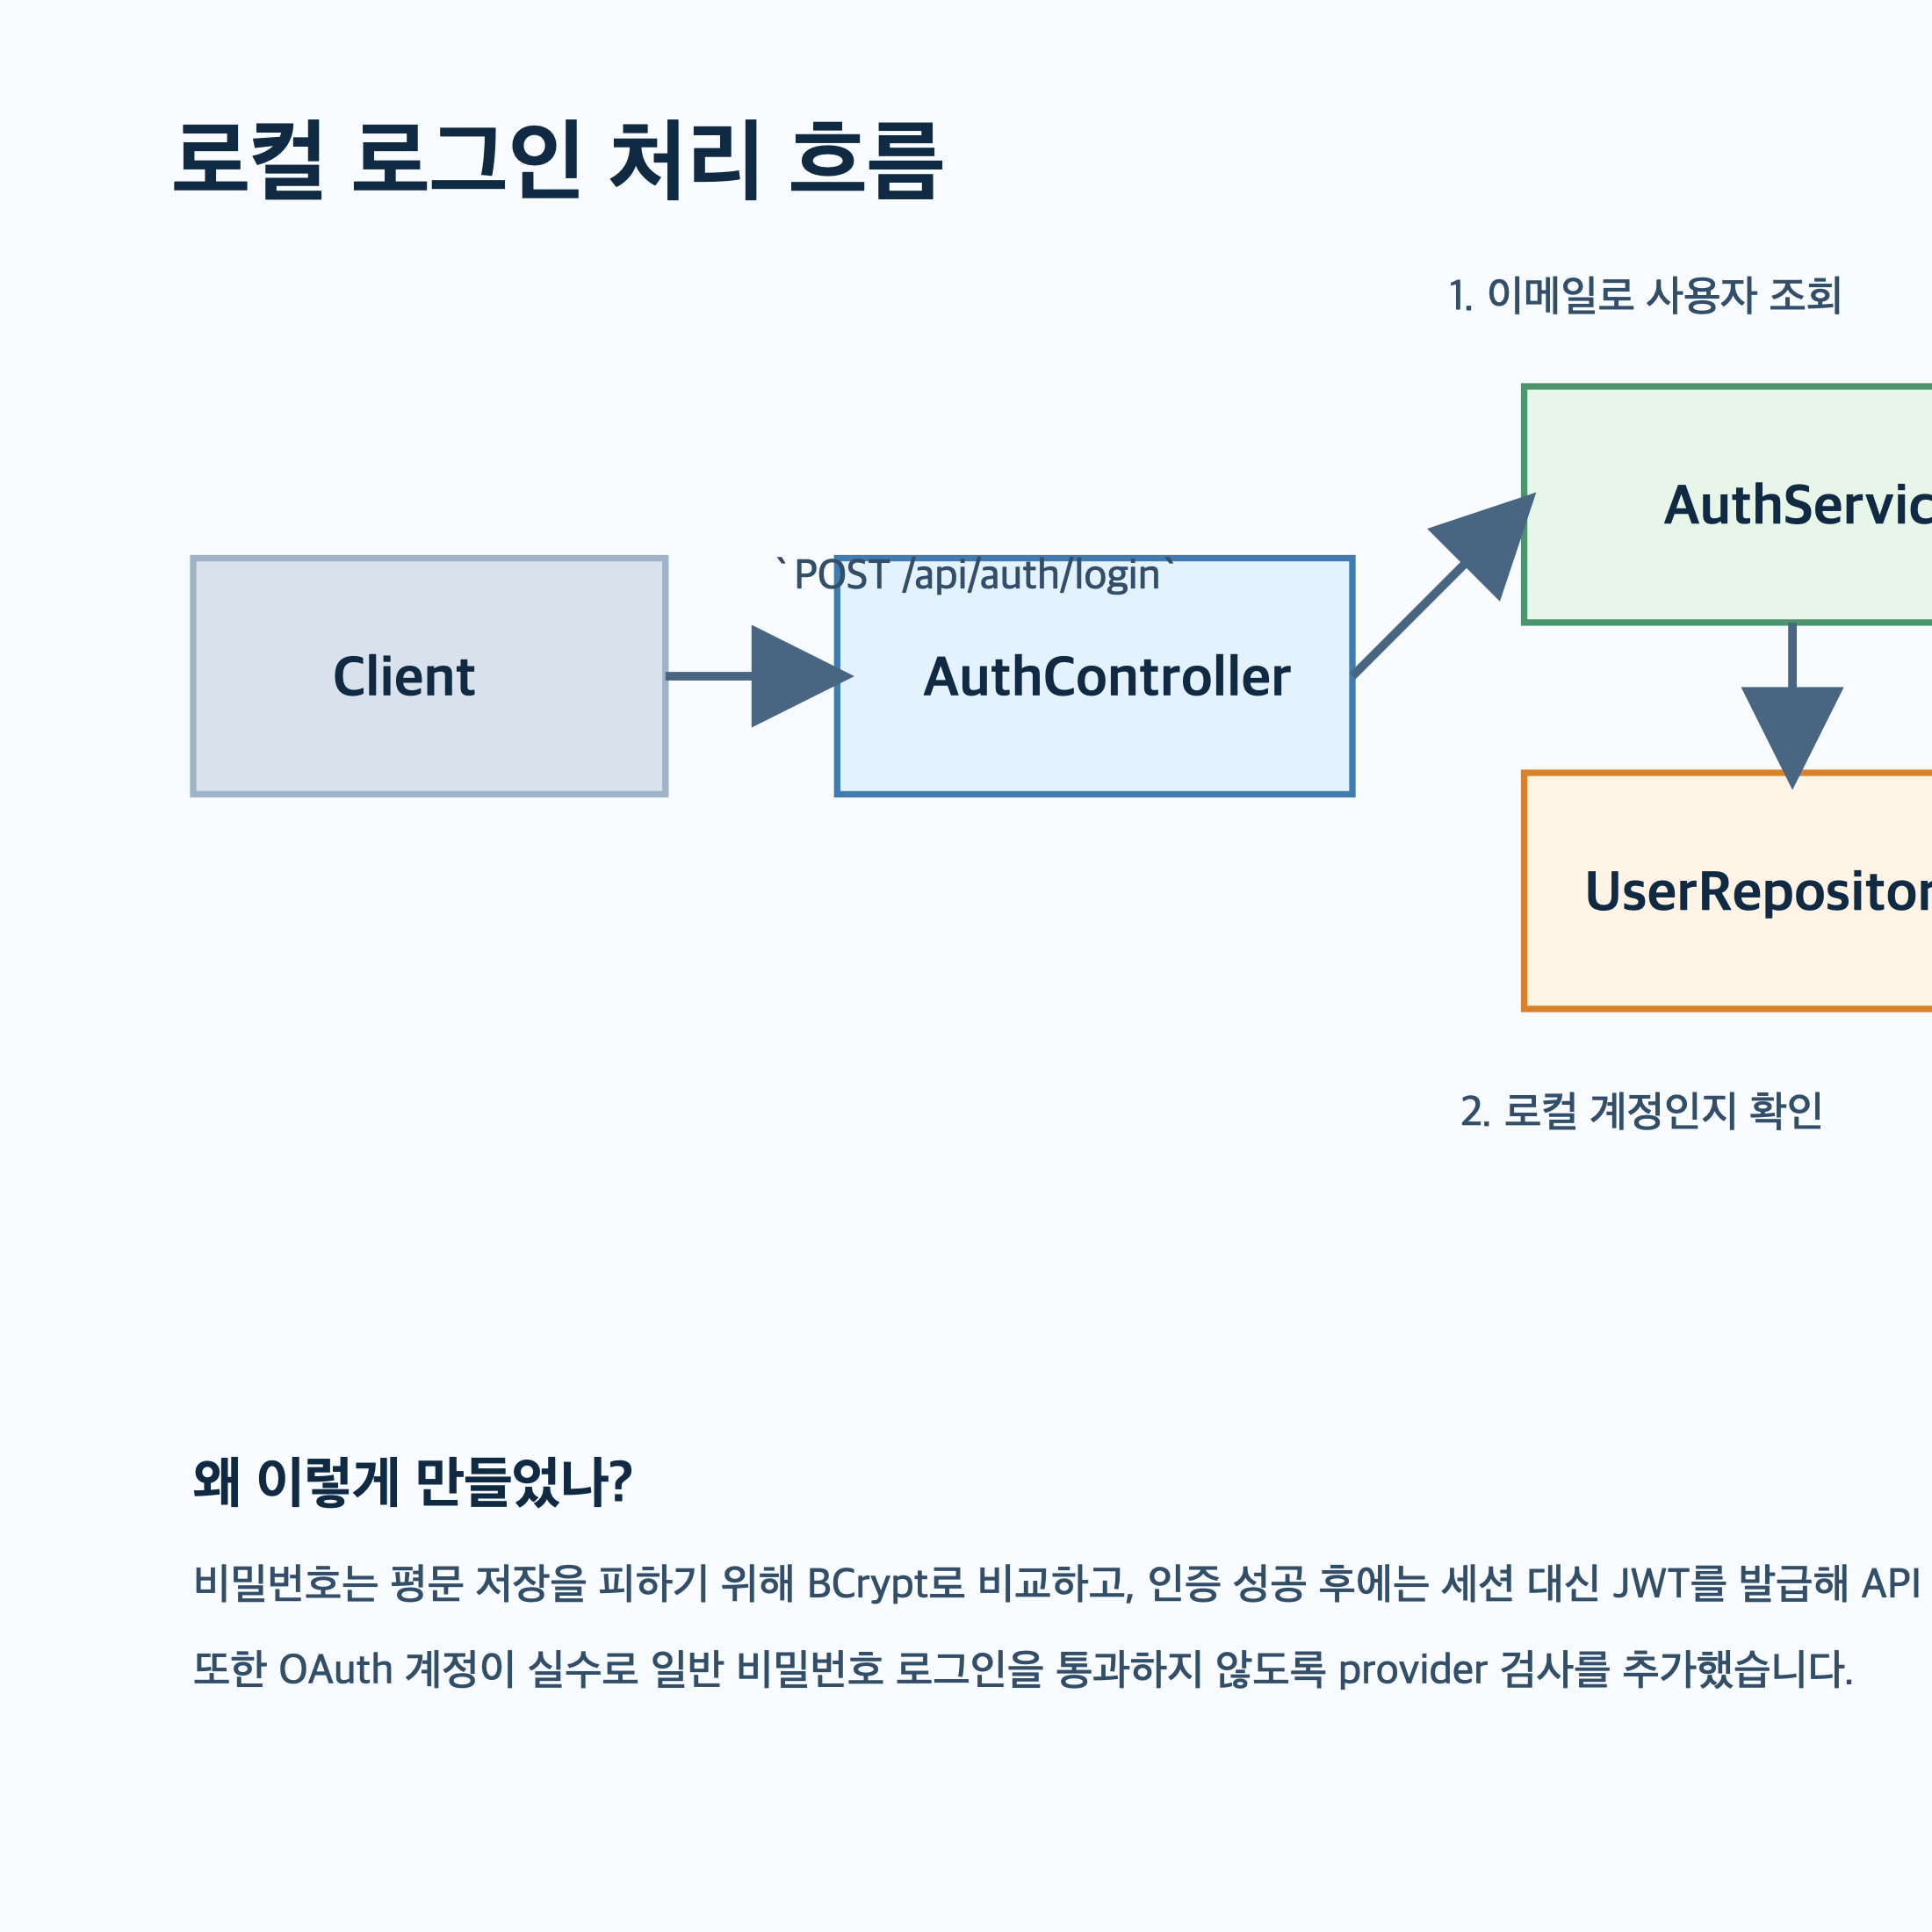 로컬 로그인 처리 흐름
1. 이메일로 사용자 조회
`POST /api/auth/login`
Client
AuthController
AuthServic
UserRepositor
2. 로컬 계정인지 확인
왜 이렇게 만들었나?
비밀번호는 평문 저장을 피하기 위해 BCrypt로 비교하고, 인증 성공 후에는 세션 대신 JWT를 발급해 API
또한 OAuth 계정이 실수로 일반 비밀번호 로그인을 통과하지 않도록 provider 검사를 추가했습니다.